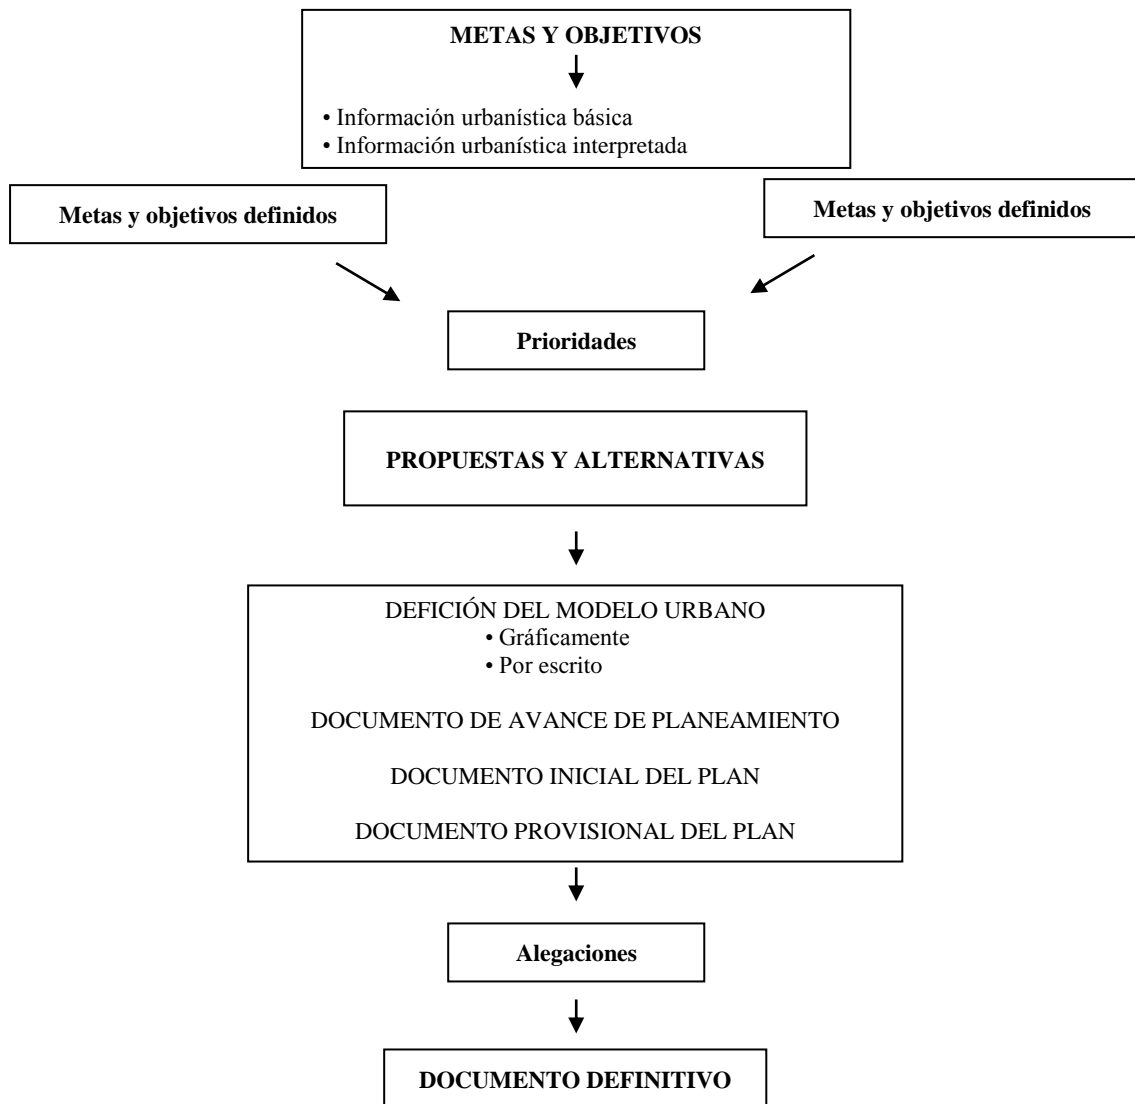 METAS Y OBJETIVOS
• Información urbanística básica
• Información urbanística interpretada
Metas y objetivos definidos
Metas y objetivos definidos
Prioridades
PROPUESTAS Y ALTERNATIVAS
DEFICIÓN DEL MODELO URBANO
• Gráficamente
• Por escrito
DOCUMENTO DE AVANCE DE PLANEAMIENTO
DOCUMENTO INICIAL DEL PLAN
DOCUMENTO PROVISIONAL DEL PLAN
Alegaciones
DOCUMENTO DEFINITIVO